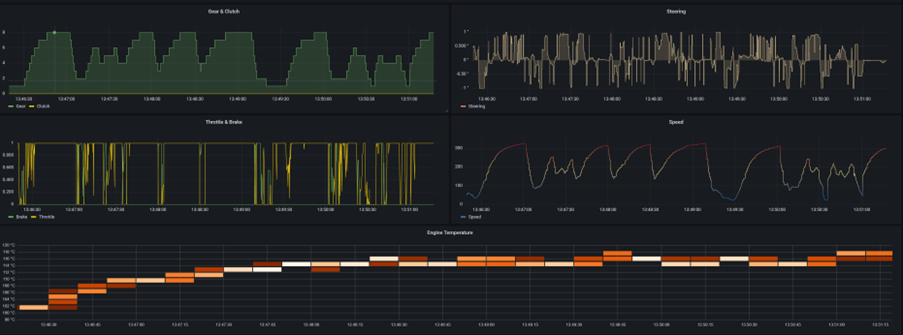 Gear & Clutch
8
6
4
2
0
13:46:30 13:47:00 13:47:30 13:48:00 13:48:30 13:49:00 13:49:30 13:50:00 13:50:30 13:51:00
Gear Clutch
Steering
1
0.500
0
-1
13:46:30 13:47:00 13:47:30 13:48:00 13:48:30 13:49:00 13:49:30 13:50:00 13:50:30 13:51:00
Steering
Throttle & Brake
1
0.800
0.600
0.400
0.200
0
13:46:30 13:47:00 13:47:30 13:48:00 13:48:30 13:49:00 13:49:30 13:50:00 13:50:30 13:51:00
Brake Throttle
Speed
300
200
100
0
13:46:30 13:47:00 13:47:30 13:48:00 13:48:30 13:49:00 13:49:30 13:50:00 13:50:30 13:51:00
Speed
Engine Temperature
118 °C
116 °C
114 °C
112 °C
110 °C
108 °C
106 °C
104 °C
102 °C
100 °C
98 °C
13:46:30 13:46:45 13:47:00 13:47:15 13:47:30 13:47:45 13:48:00 13:48:15 13:48:30 13:48:45 13:49:00 13:49:15 13:49:30 13:49:45 13:50:00 13:50:15 13:50:30 13:50:45 13:51:00 13:51:15